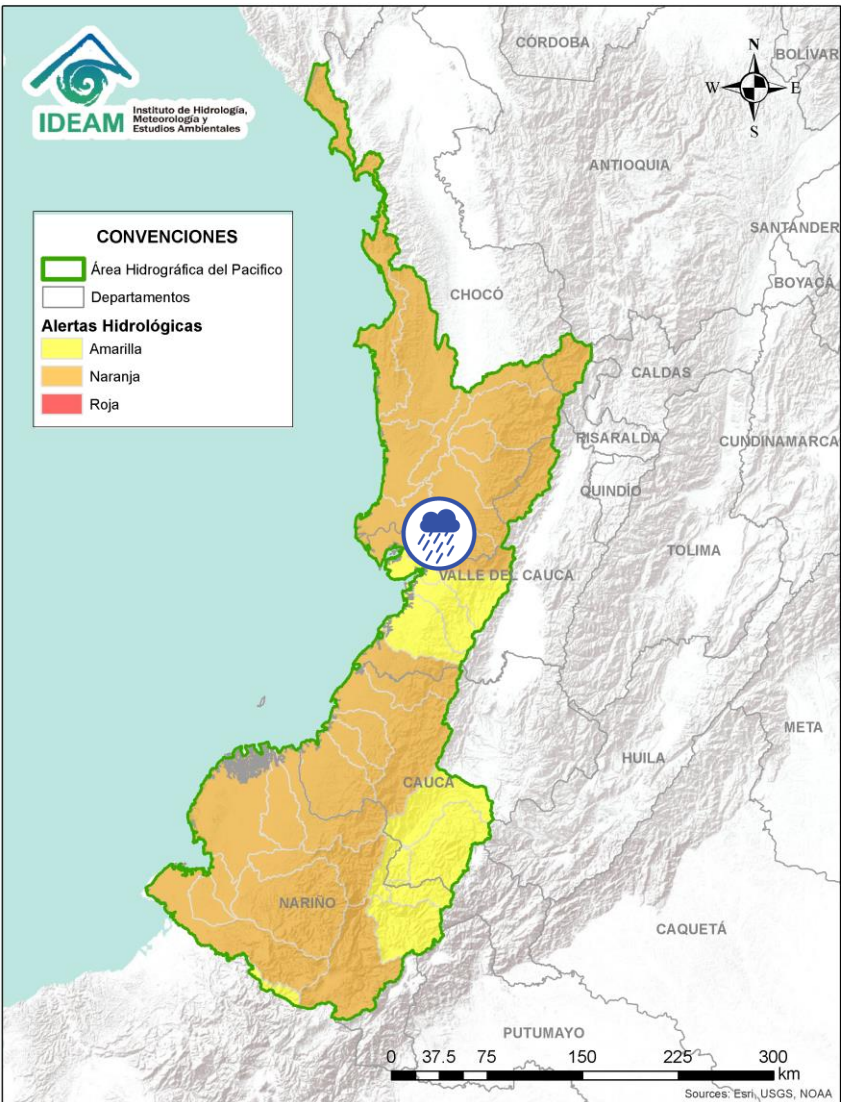 IDEAM
Instituto de Hidrología,
Meteorología y
Estudios Ambientales
N
W
E
S
CONVENCIONES
Área Hidrográfica del Pacifico
Departamentos
Alertas Hidrológicas
Amarilla
Naranja
Roja
CÓRDOBA
BOLIVAR
ANTIOQUIA
SANTANDER
BOYACÁ
CHOCÓ
CALDAS
RISARALDA
CUNDINAMARCA
QUINDÍO
TOLIMA
VALLE DEL CAUCA
META
HUILA
CAUCA
NARIÑO
CAQUETÁ
PUTUMAYO
0 37.5 75 150 225 300
km
Sources: Esri, USGS, NOAA